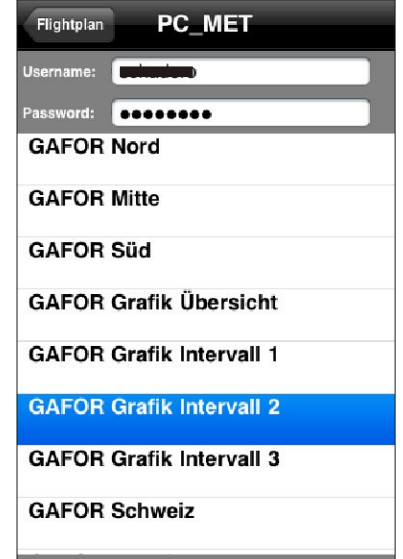 Flightplan
PC_MET
Username:
Password: ●●●●●●●●
GAFOR Nord
GAFOR Mitte
GAFOR Süd
GAFOR Grafik Übersicht
GAFOR Grafik Intervall 1
GAFOR Grafik Intervall 2
GAFOR Grafik Intervall 3
GAFOR Schweiz